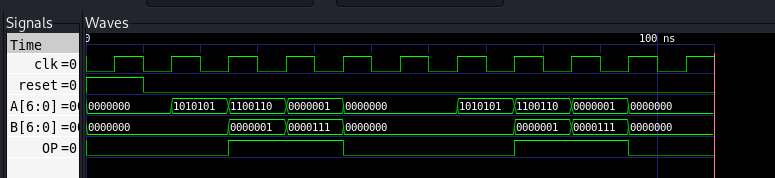 Signals Waves
Time 0 100 ns
clk =0
reset =0
A[6:0] =00 0000000 1010101 1100110 0000001 0000000 1010101 1100110 0000001 0000000
B[6:0] =00 0000000 0000001 0000111 0000000 0000001 0000111 0000000
OP =0